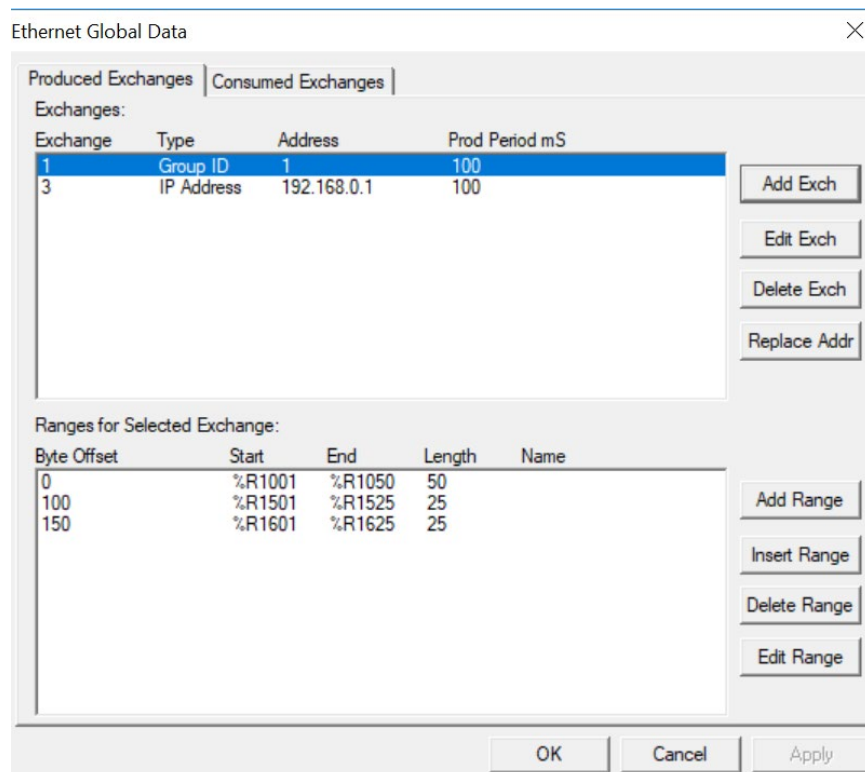 Ethernet Global Data
Produced Exchanges Consumed Exchanges
Exchanges:
Exchange Type Address Prod Period mS
1 Group ID 1 100
3 IP Address 192.168.0.1 100
Add Exch
Edit Exch
Delete Exch
Replace Addr
Ranges for Selected Exchange:
Byte Offset Start End Length Name
0 %R1001 %R1050 50
100 %R1501 %R1525 25
150 %R1601 %R1625 25
Add Range
Insert Range
Delete Range
Edit Range
OK Cancel Apply